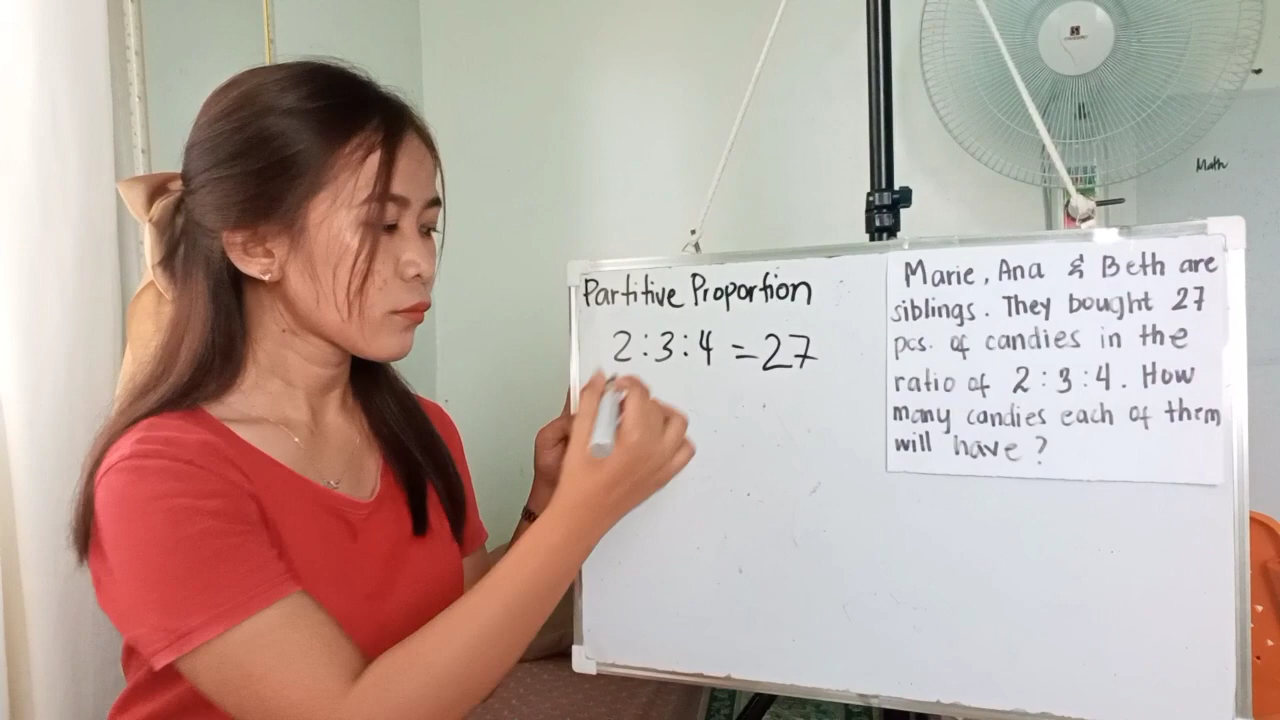 Partitive Proportion
2:3:4 = 27
Marie, Ana & Beth are
siblings. They bought 27
pcs. of candies in the
ratio of 2:3:4. How
many candies each of them
will have?
Math